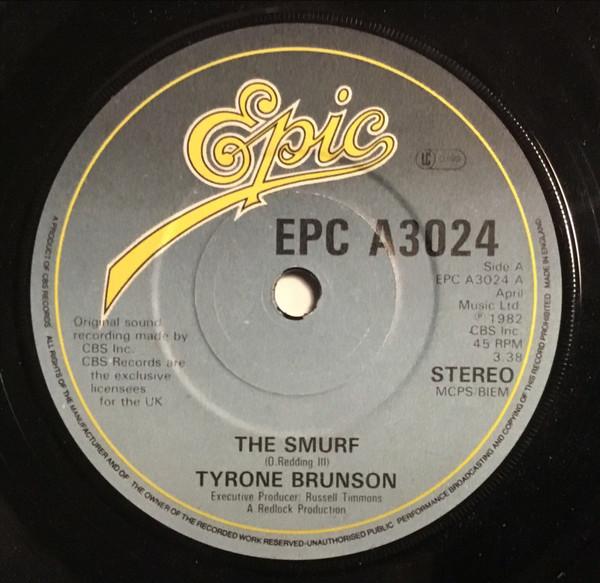 Epic
LC 0199
EPC A3024
Side A
EPC A3024 A
April
Music Ltd.
℗ 1982
CBS Inc.
45 RPM
3.38
STEREO
MCPS/BIEM
Original sound
recording made by
CBS Inc.
CBS Records are
the exclusive
licensees
for the UK
THE SMURF
(D.Redding III)
TYRONE BRUNSON
Executive Producer: Russell Timmons
A Redlock Production
A PRODUCT OF CBS RECORDS ALL RIGHTS OF THE MANUFACTURER AND OF THE OWNER OF THE RECORDED WORK RESERVED-UNAUTHORISED PUBLIC PERFORMANCE BROADCASTING AND COPYING OF THIS RECORD PROHIBITED MADE IN ENGLAND